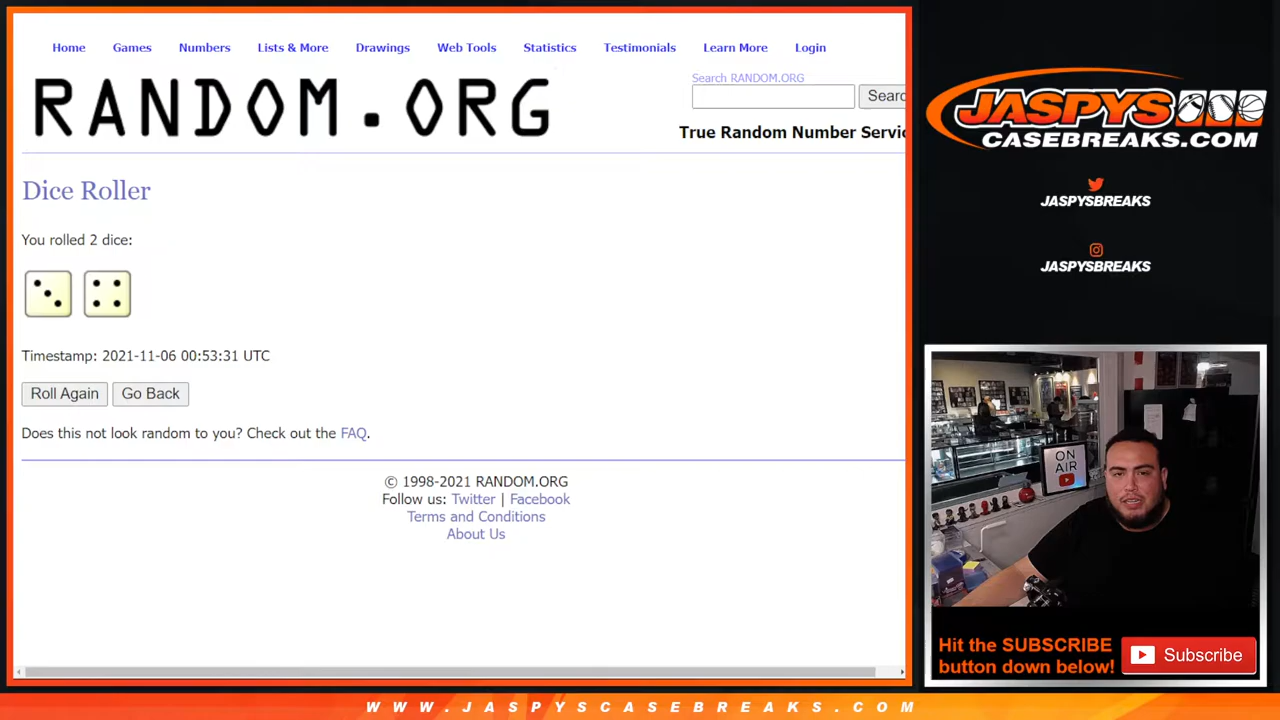 Home Games Numbers Lists & More Drawings Web Tools Statistics Testimonials Learn More Login
RANDOM.ORG
Search RANDOM.ORG
Searc
True Random Number Servic
Dice Roller
You rolled 2 dice:
Timestamp: 2021-11-06 00:53:31 UTC
Roll Again Go Back
Does this not look random to you? Check out the FAQ.
© 1998-2021 RANDOM.ORG
Follow us: Twitter | Facebook
Terms and Conditions
About Us
JASPYS
CASEBREAKS.COM
JASPYSBREAKS
JASPYSBREAKS
ON
AIR
Hit the SUBSCRIBE
button down below!
Subscribe
WWW.JASPYSCASEBREAKS.COM